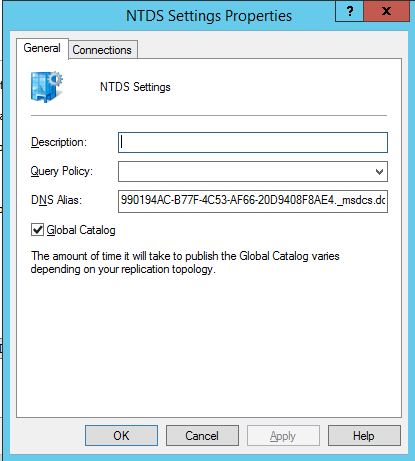 NTDS Settings Properties
? x
General Connections
NTDS Settings
Description:
Query Policy:
DNS Alias: 990194AC-B77F-4C53-AF66-20D9408F8AE4._msdcs.dc
Global Catalog
The amount of time it will take to publish the Global Catalog varies
depending on your replication topology.
OK Cancel Apply Help